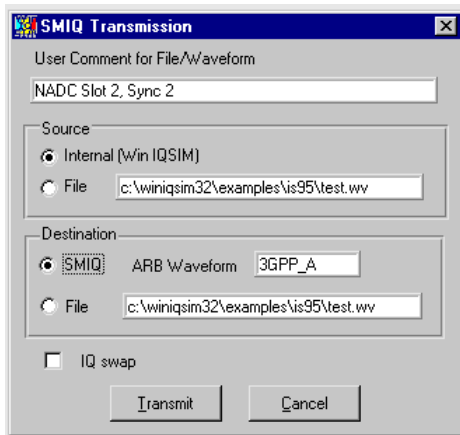 SMIQ Transmission
User Comment for File/Waveform
NADC Slot 2, Sync 2
Source
Internal (Win IQSIM)
File c:\winiqsim32\examples\is95\test.wv
Destination
SMIQ ARB Waveform 3GPP_A
File c:\winiqsim32\examples\is95\test.wv
IQ swap
Transmit Cancel